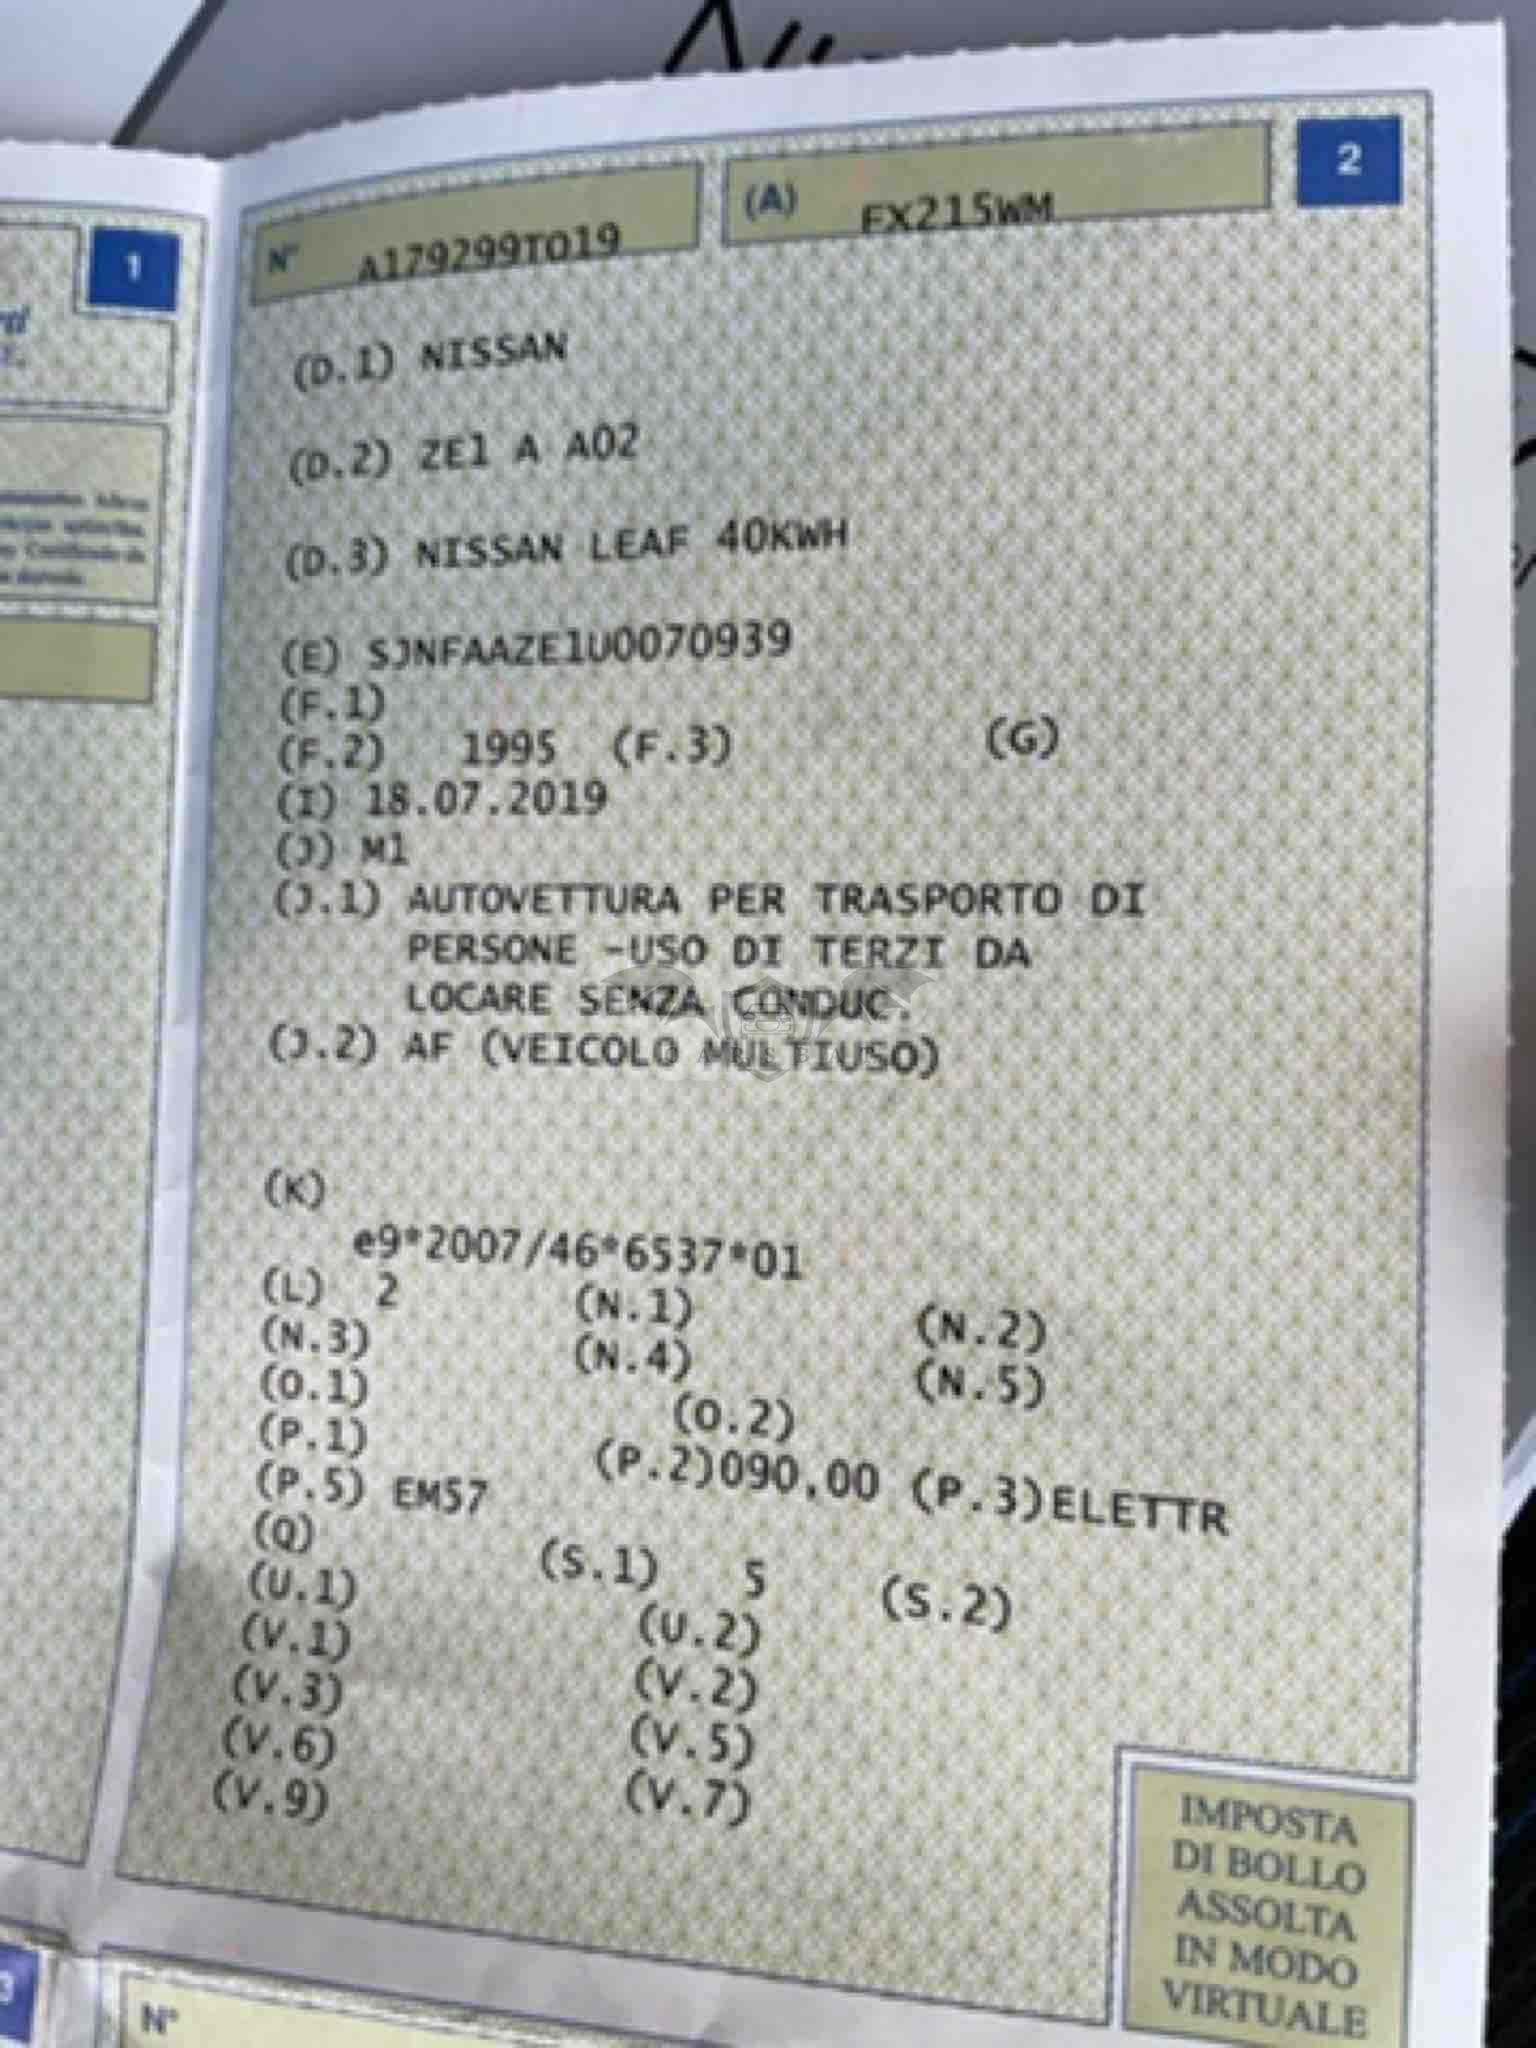 2
(A) FX215WM
N° A179299TO19
1
(D.1) NISSAN
(D.2) ZE1 A A02
(D.3) NISSAN LEAF 40KWH
(E) SJNFAAZE1U0070939
(F.1)
(F.2) 1995 (F.3) (G)
(I) 18.07.2019
(J) M1
(J.1) AUTOVETTURA PER TRASPORTO DI
PERSONE -USO DI TERZI DA
LOCARE SENZA CONDUC.
(J.2) AF (VEICOLO MULTIUSO)
(K)
e9*2007/46*6537*01
(L) 2 (N.1) (N.2)
(N.3) (N.4) (N.5)
(O.1) (O.2)
(P.1) (P.2)090,00 (P.3)ELETTR
(P.5) EM57
(Q) (S.1) 5 (S.2)
(U.1) (U.2)
(V.1) (V.2)
(V.3) (V.5)
(V.6) (V.7)
(V.9)
IMPOSTA
DI BOLLO
ASSOLTA
IN MODO
VIRTUALE
3
N°